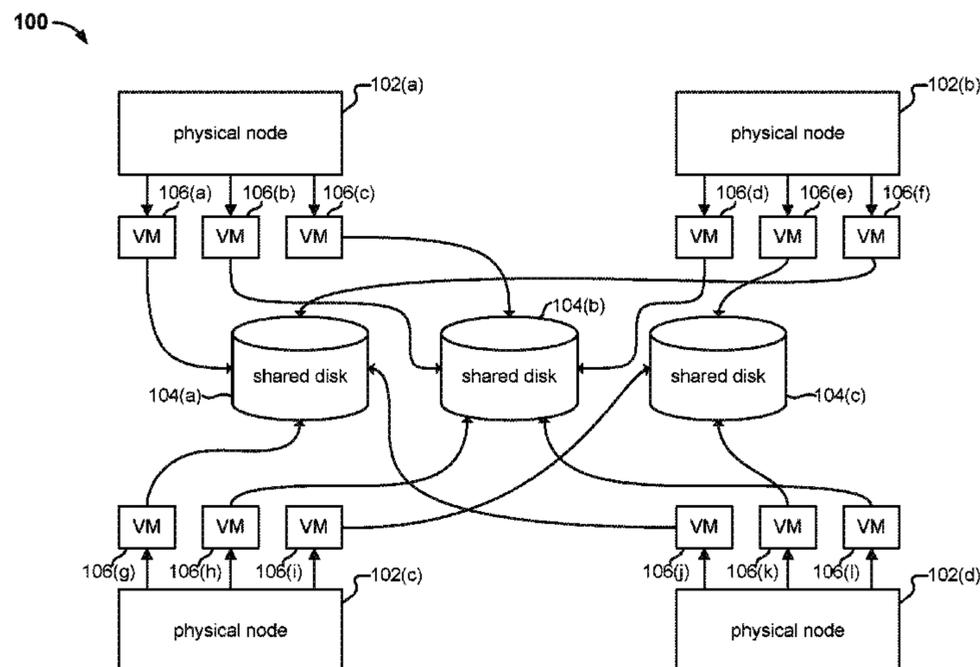 100
102(a)
102(b)
physical node
physical node
106(a)
106(b)
106(c)
106(d)
106(e)
106(f)
VM
VM
VM
VM
VM
VM
104(b)
shared disk
shared disk
shared disk
104(a)
104(c)
VM
VM
VM
VM
VM
VM
106(g)
106(h)
106(i)
102(c)
106(j)
106(k)
106(l)
102(d)
physical node
physical node